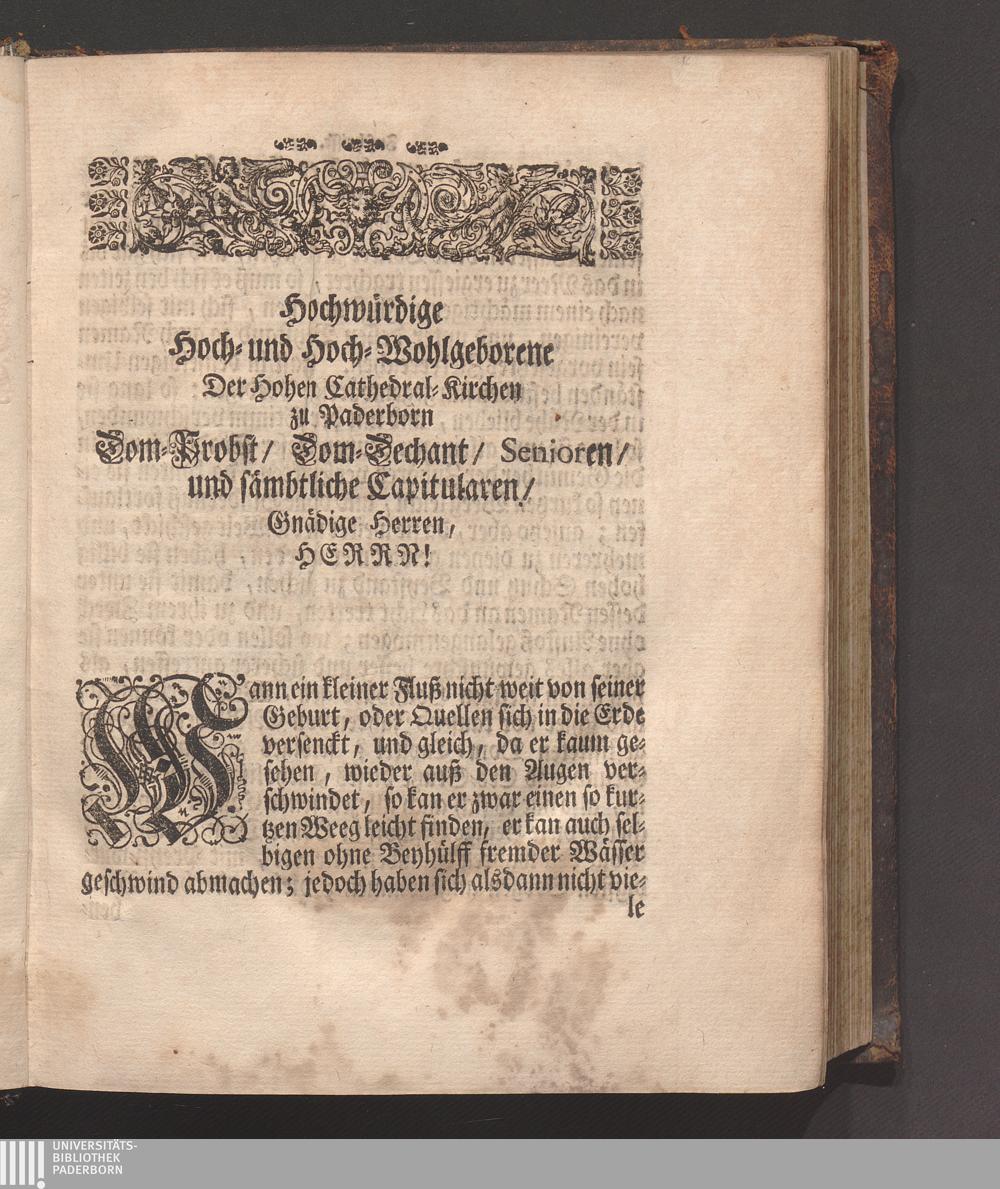 Hochwürdige
Hoch- und Hoch-Wohlgeborene
Der Hohen Cathedral-Kirchen
zu Paderborn
Dom-Probst/ Dom-Dechant/ Senioren/
und sämbtliche Capitularen/
Gnädige Herren,
HERRN!
Wann ein kleiner Fluß nicht weit von seiner
Geburt, oder Quellen sich in die Erde
versenckt, und gleich, da er kaum ge-
sehen, wieder auß den Augen ver-
schwindet, so kan er zwar einen so kur-
tzen Weeg leicht finden, er kan auch sel-
bigen ohne Beyhülff fremder Wässer
geschwind abmachen; jedoch haben sich alsdann nicht vie-
le
UNIVERSITÄTS-
BIBLIOTHEK
PADERBORN